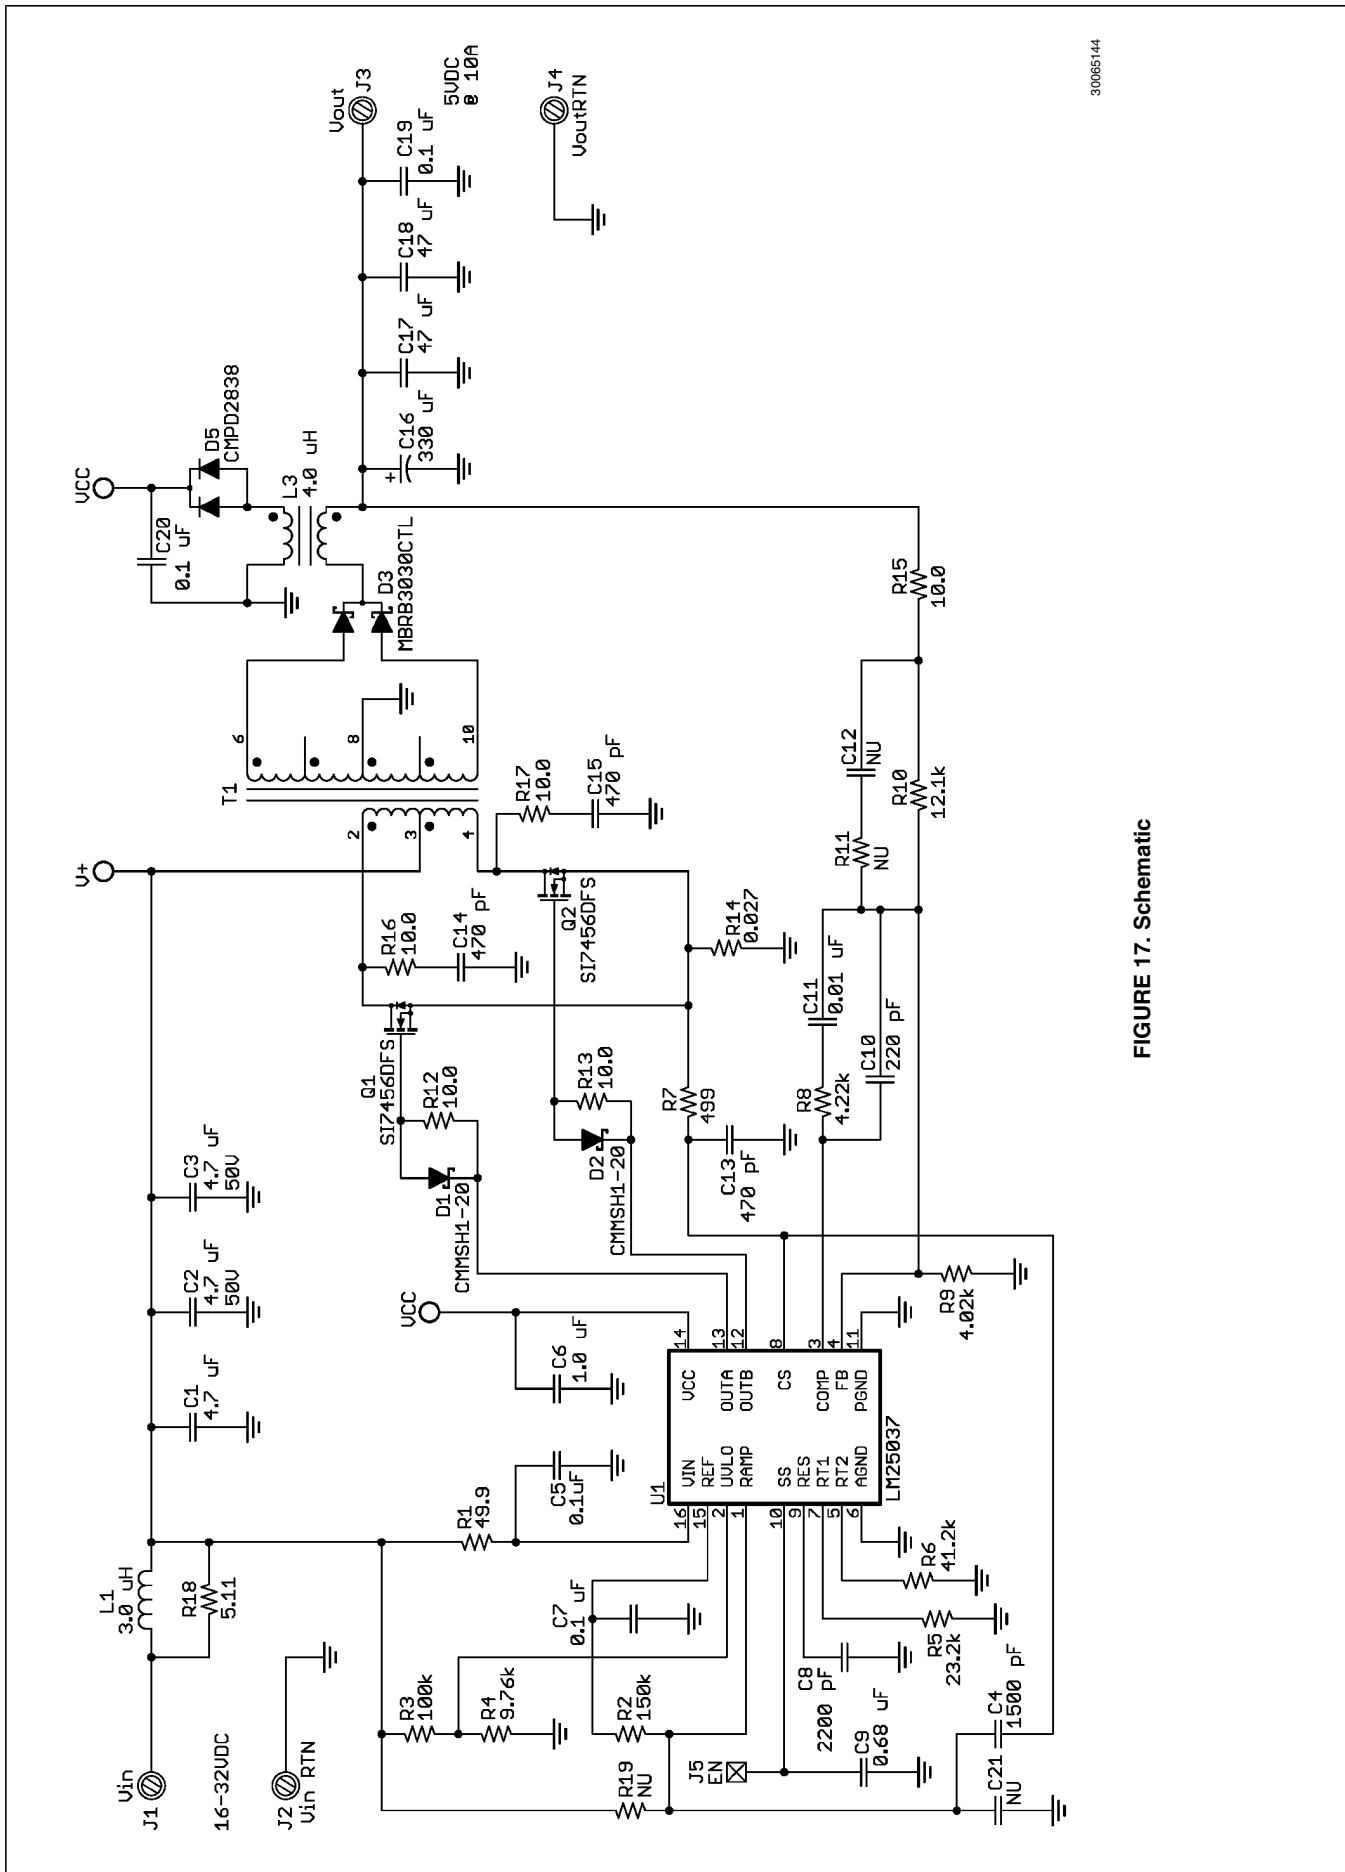 Vin
J1
16-32VDC
J2
Vin RTN
L1
3.0 uH
R18
5.11
C1
4.7 uF
C2
4.7 uF
50V
C3
4.7 uF
50V
V+
VCC
C20
0.1 uF
D5
CMPD2838
L3
4.0 uH
D3
MBRB3030CTL
Vout
J3
5VDC
@ 10A
C16
330 uF
+
C17
47 uF
C18
47 uF
C19
0.1 uF
J4
VoutRTN
T1
2
3
4
6
8
10
R16
10.0
C14
470 pF
R17
10.0
C15
470 pF
Q1
SI7456DFS
R12
10.0
D1
CMMSH1-20
Q2
SI7456DFS
R13
10.0
D2
CMMSH1-20
R14
0.027
R7
499
C13
470 pF
R8
4.22k
C11
0.01 uF
C10
220 pF
R11
NU
C12
NU
R10
12.1k
R15
10.0
R9
4.02k
VCC
C6
1.0 uF
R1
49.9
C5
0.1uF
U1
LM25037
16 VIN
15 REF
2 UVLO
1 RAMP
10 SS
9 RES
7 RT1
5 RT2
6 AGND
VCC 14
OUTA 13
OUTB 12
CS 8
COMP 3
FB 4
PGND 11
R3
100k
R4
9.76k
C7
0.1 uF
R2
150k
R19
NU
J5
EN
C9
0.68 uF
C8
2200 pF
R5
23.2k
R6
41.2k
C4
1500 pF
C21
NU
30065144
FIGURE 17. Schematic